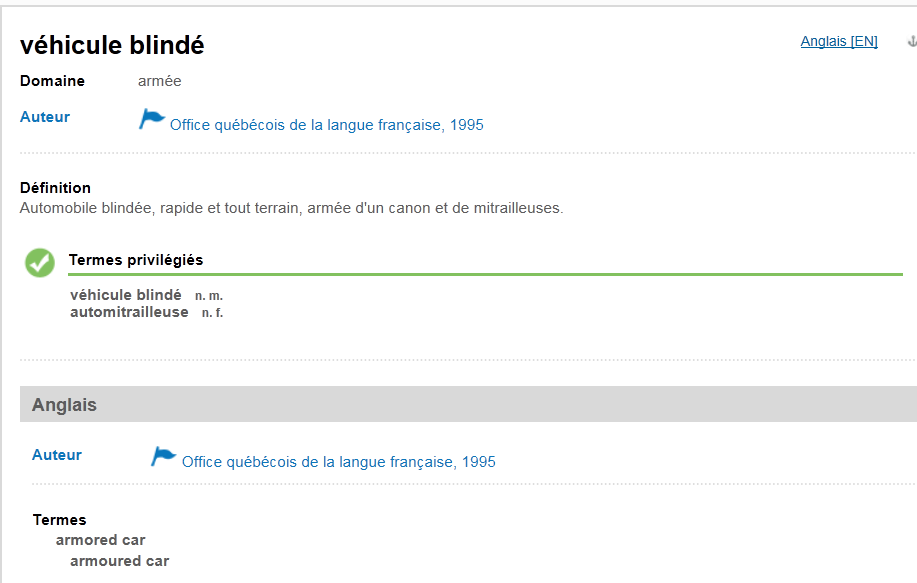 véhicule blindé
Anglais [EN]
Domaine armée
Auteur Office québécois de la langue française, 1995
Définition
Automobile blindée, rapide et tout terrain, armée d'un canon et de mitrailleuses.
Termes privilégiés
véhicule blindé n. m.
automitrailleuse n. f.
Anglais
Auteur Office québécois de la langue française, 1995
Termes
armored car
armoured car